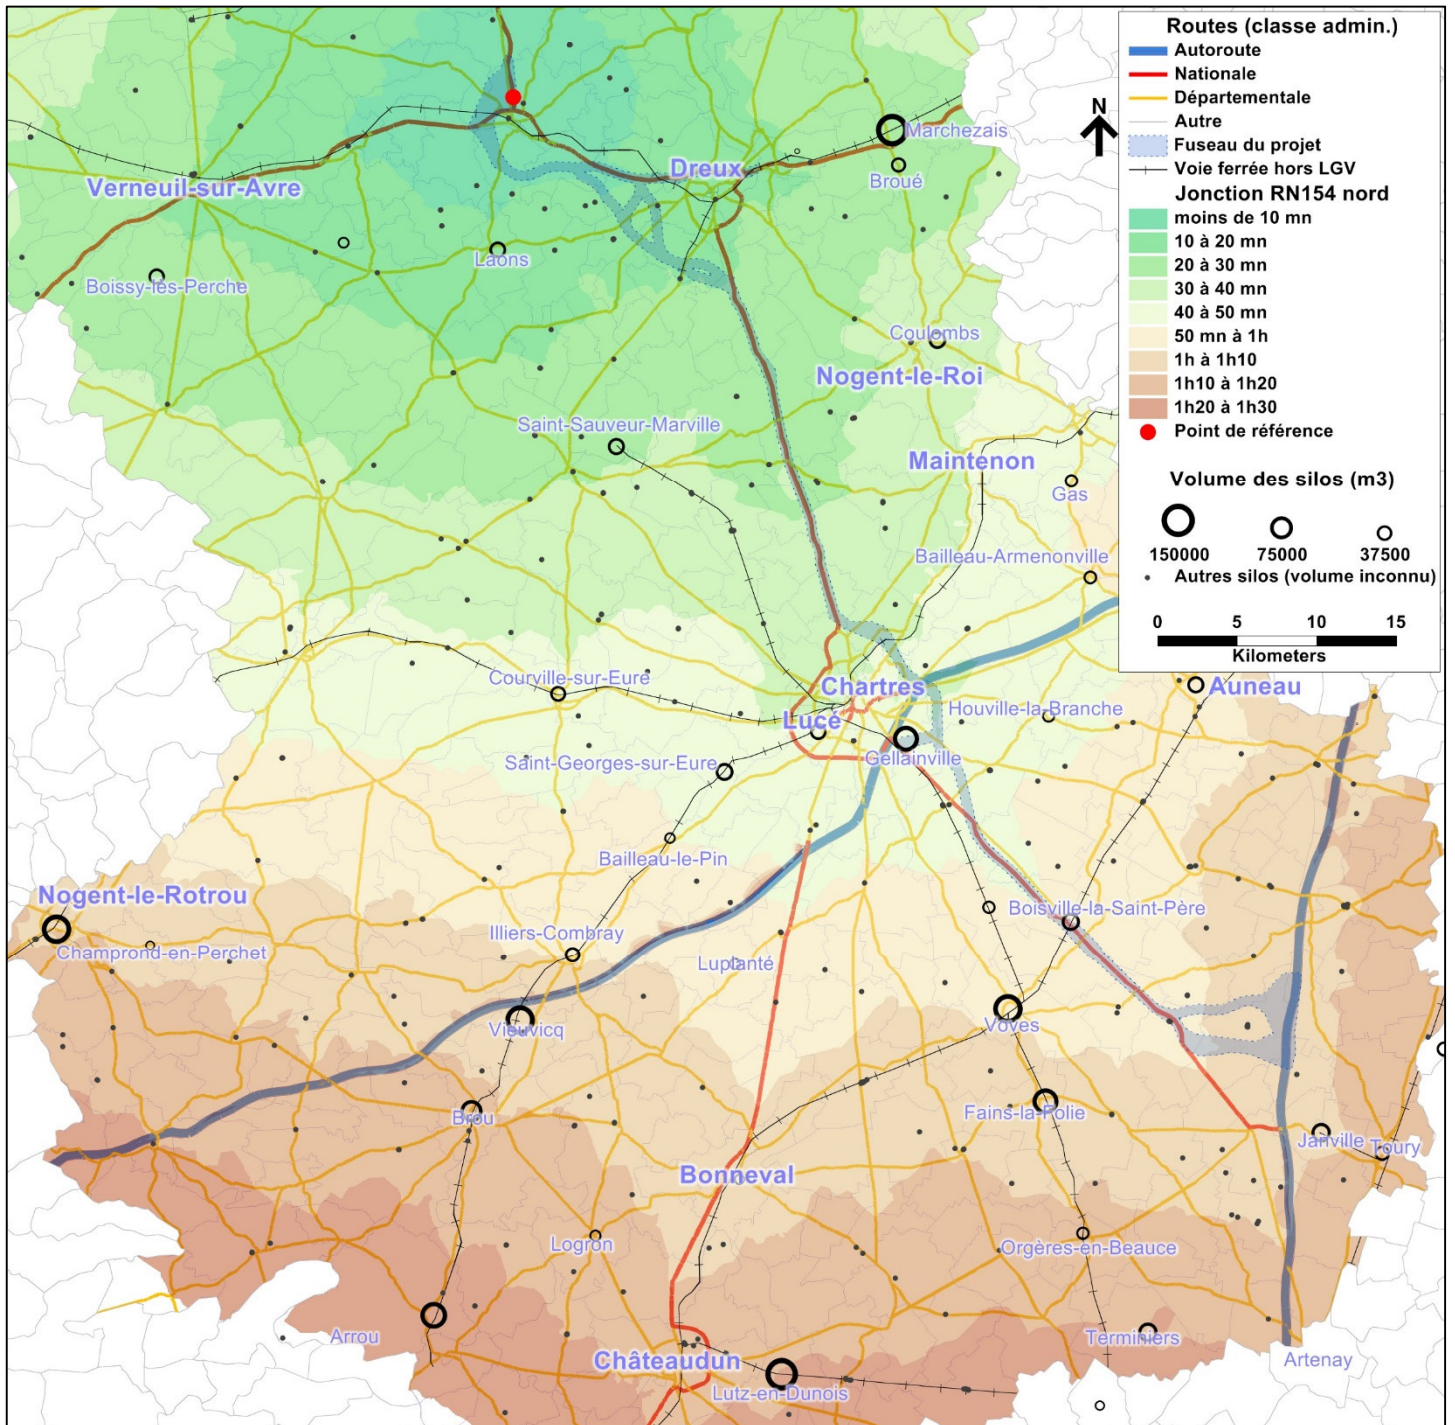 Routes (classe admin.)
Autoroute
Nationale
Départementale
Autre
Fuseau du projet
Voie ferrée hors LGV
Jonction RN154 nord
moins de 10 mn
10 à 20 mn
20 à 30 mn
30 à 40 mn
40 à 50 mn
50 mn à 1h
1h à 1h10
1h10 à 1h20
1h20 à 1h30
Point de référence
Volume des silos (m3)
150000 75000 37500
Autres silos (volume inconnu)
0 5 10 15
Kilometers
N
Marchezais
Dreux
Broué
Verneuil-sur-Avre
Laons
Boissy-lès-Perche
Coulombs
Nogent-le-Roi
Saint-Sauveur-Marville
Maintenon
Gas
Bailleau-Armenonville
Courville-sur-Eure
Chartres
Auneau
Houville-la-Branche
Lucé
Saint-Georges-sur-Eure
Gellainville
Bailleau-le-Pin
Nogent-le-Rotrou
Boisville-la-Saint-Père
Illiers-Combray
Champrond-en-Perchet
Luplanté
Vieuvicq
Voves
Brou
Fains-la-Folie
Janville
Toury
Bonneval
Logron
Orgères-en-Beauce
Arrou
Terminiers
Châteaudun
Artenay
Lutz-en-Dunois